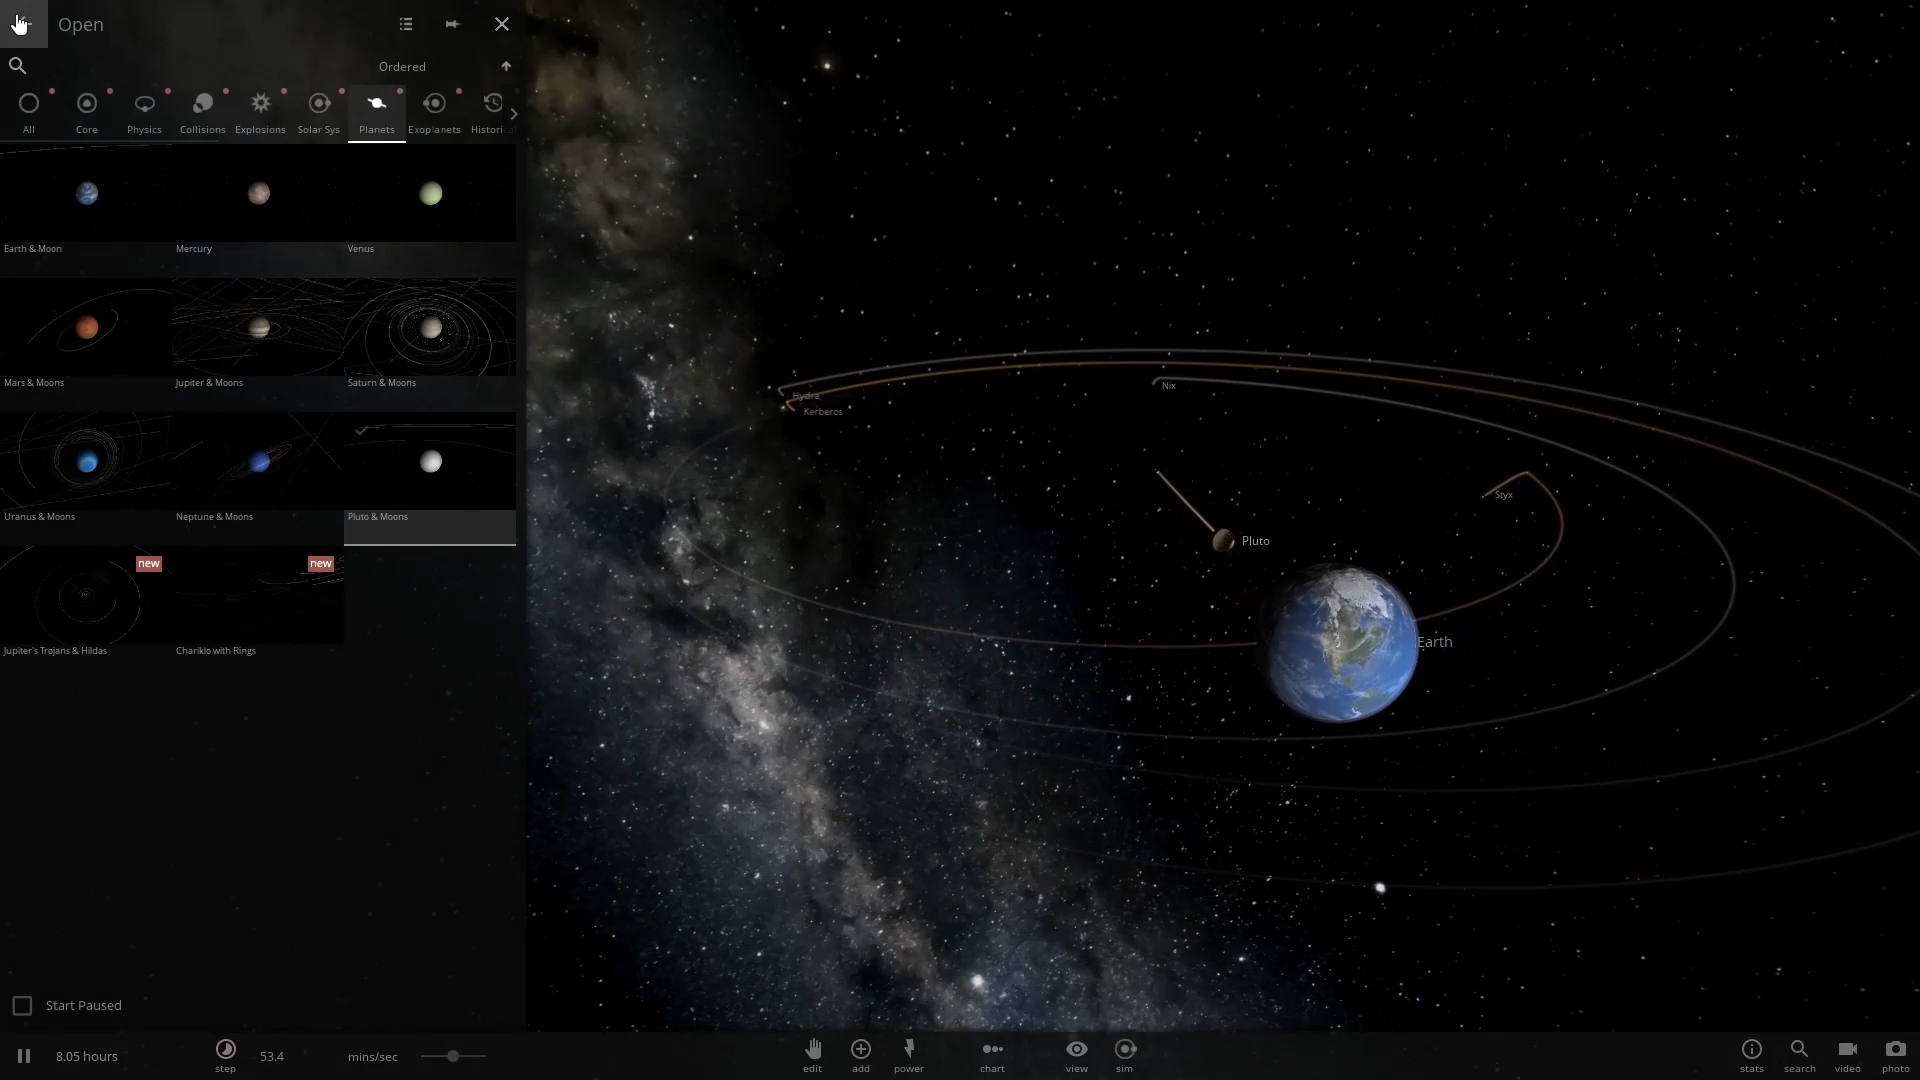 Open
Ordered
All
Core
Physics
Collisions
Explosions
Solar Sys
Planets
Exoplanets
Historic
Earth & Moon
Mercury
Venus
Mars & Moons
Jupiter & Moons
Saturn & Moons
Uranus & Moons
Neptune & Moons
Pluto & Moons
new
new
Jupiter's Trojans & Hildas
Chariklo with Rings
Hydra
Kerberos
Nix
Styx
Pluto
Earth
Start Paused
8.05 hours
step
53.4
mins/sec
edit
add
power
chart
view
sim
stats
search
video
photo